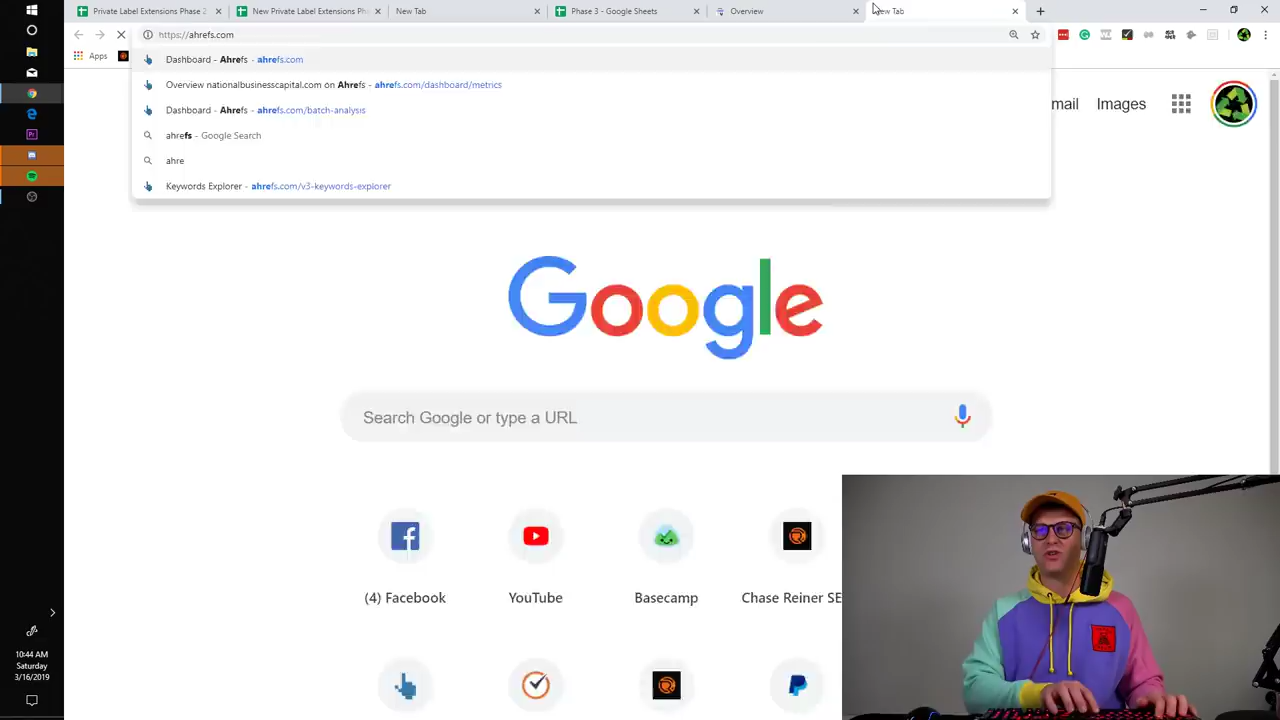 Private Label Extensions Phase 2
New Private Label Extensions Ph
New Tab
Phase 3 - Google Sheets
Overview
New Tab
https://ahrefs.com
Apps
Dashboard - Ahrefs - ahrefs.com
Overview nationalbusinesscapital.com on Ahrefs - ahrefs.com/dashboard/metrics
Dashboard - Ahrefs - ahrefs.com/batch-analysis
ahrefs - Google Search
ahre
Keywords Explorer - ahrefs.com/v3-keywords-explorer
mail
Images
Google
Search Google or type a URL
(4) Facebook
YouTube
Basecamp
Chase Reiner SE
10:44 AM
Saturday
3/16/2019